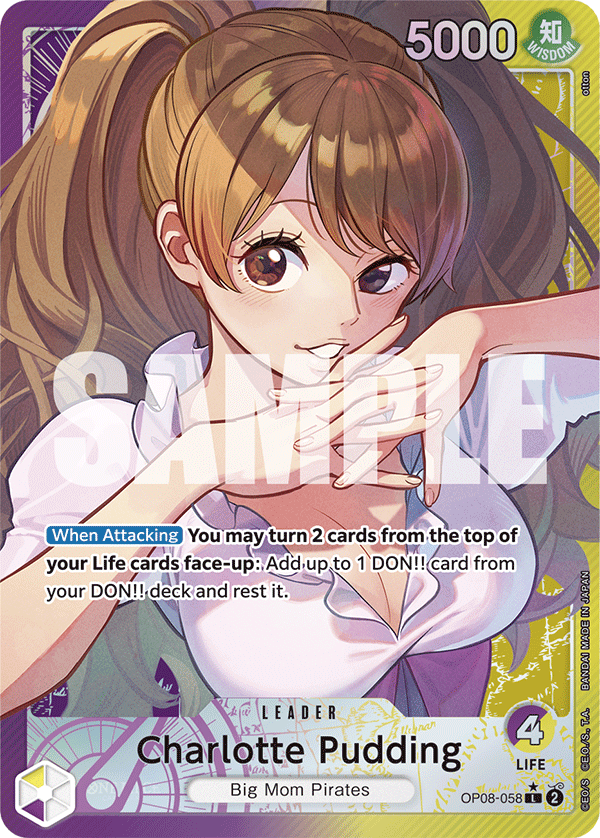 5000
知
WISDOM
otton
SAMPLE
When Attacking You may turn 2 cards from the top of
your Life cards face-up: Add up to 1 DON!! card from
your DON!! deck and rest it.
BANDAI MADE IN JAPAN
©E.O./S., T.A.
©E.O/S
LEADER
Charlotte Pudding
Big Mom Pirates
4
LIFE
OP08-058 ★ L 2